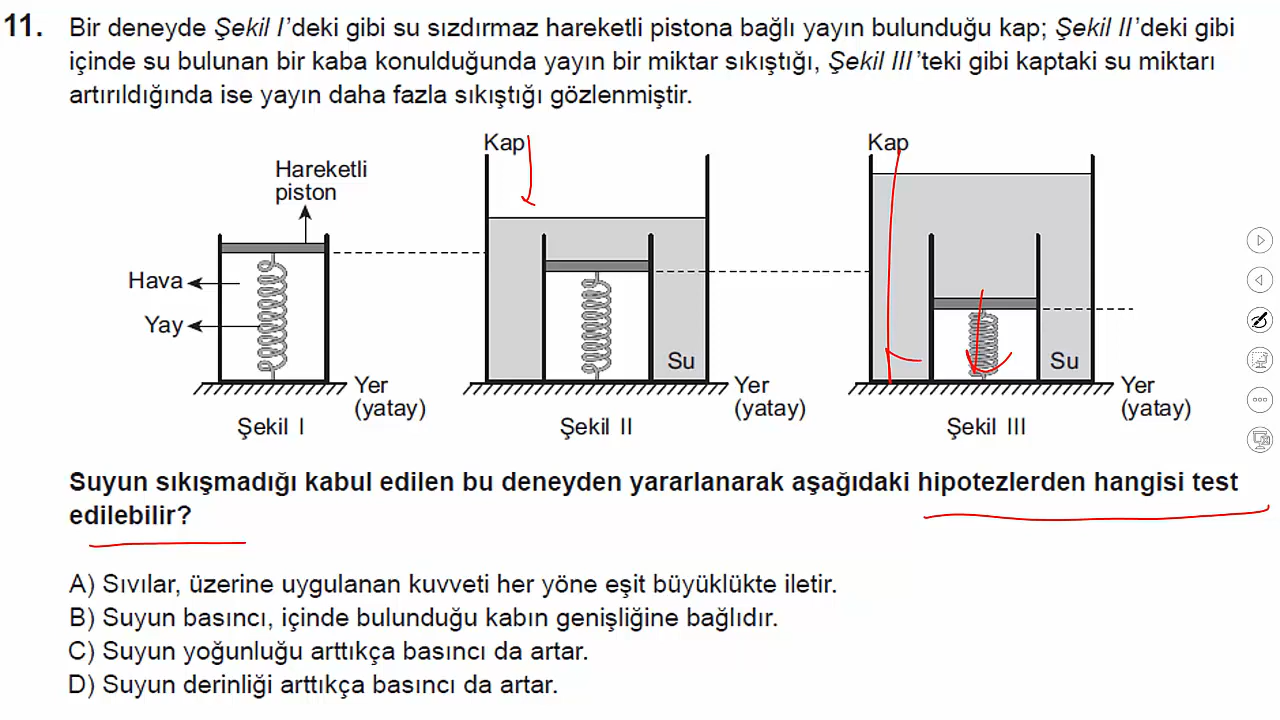 11. Bir deneyde Şekil I'deki gibi su sızdırmaz hareketli pistona bağlı yayın bulunduğu kap; Şekil II'deki gibi
içinde su bulunan bir kaba konulduğunda yayın bir miktar sıkıştığı, Şekil III'teki gibi kaptaki su miktarı
artırıldığında ise yayın daha fazla sıkıştığı gözlenmiştir.
Hareketli
piston
Hava
Yay
Yer
(yatay)
Şekil I
Kap
Su
Yer
(yatay)
Şekil II
Kap
Su
Yer
(yatay)
Şekil III
Suyun sıkışmadığı kabul edilen bu deneyden yararlanarak aşağıdaki hipotezlerden hangisi test
edilebilir?
A) Sıvılar, üzerine uygulanan kuvveti her yöne eşit büyüklükte iletir.
B) Suyun basıncı, içinde bulunduğu kabın genişliğine bağlıdır.
C) Suyun yoğunluğu arttıkça basıncı da artar.
D) Suyun derinliği arttıkça basıncı da artar.